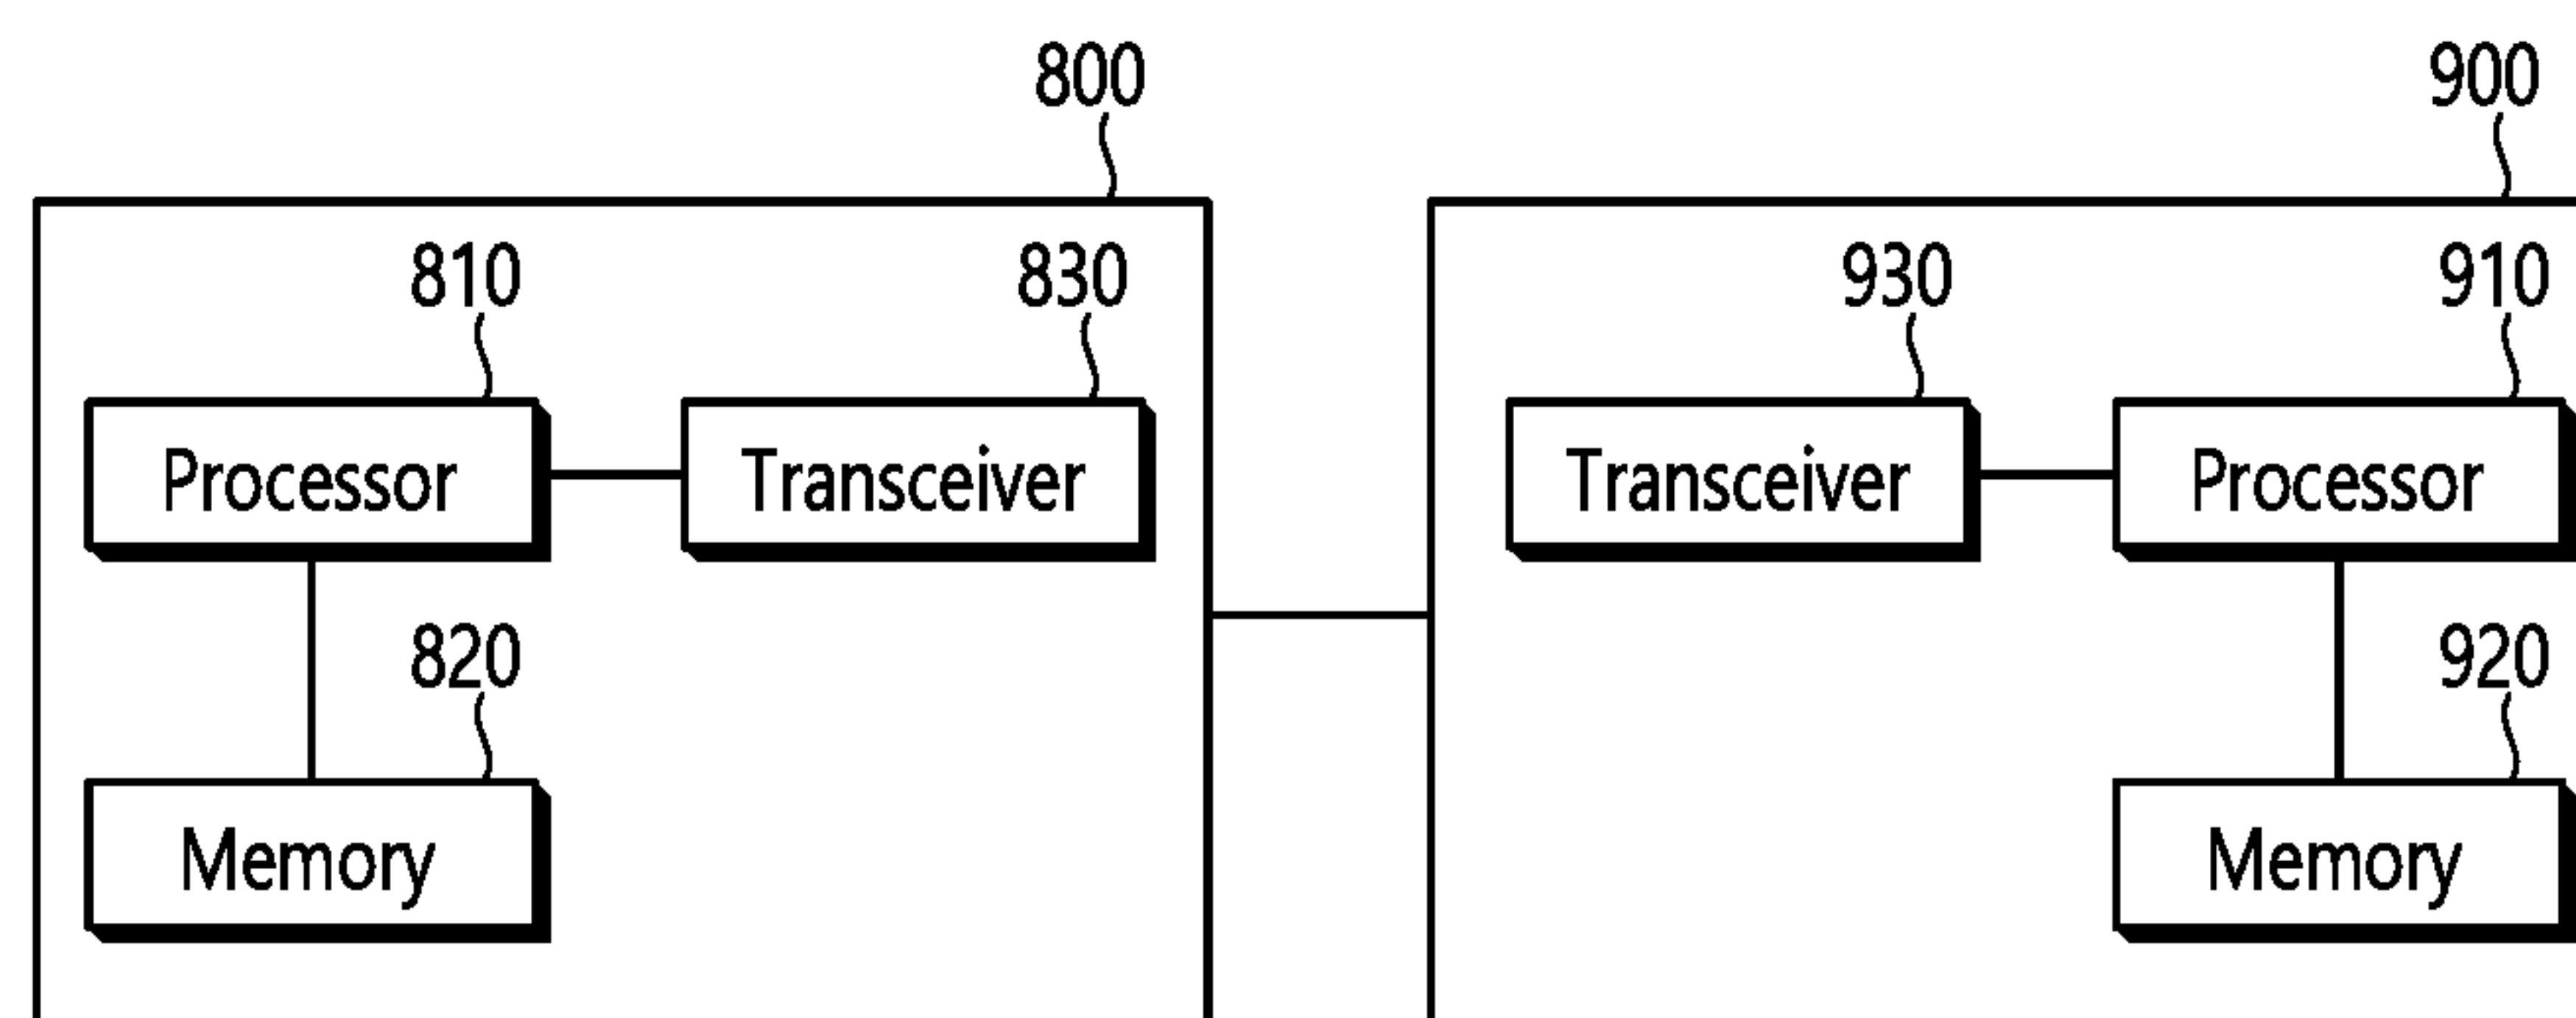 800 900
810 830 930 910
Processor Transceiver Transceiver Processor
820 920
Memory Memory